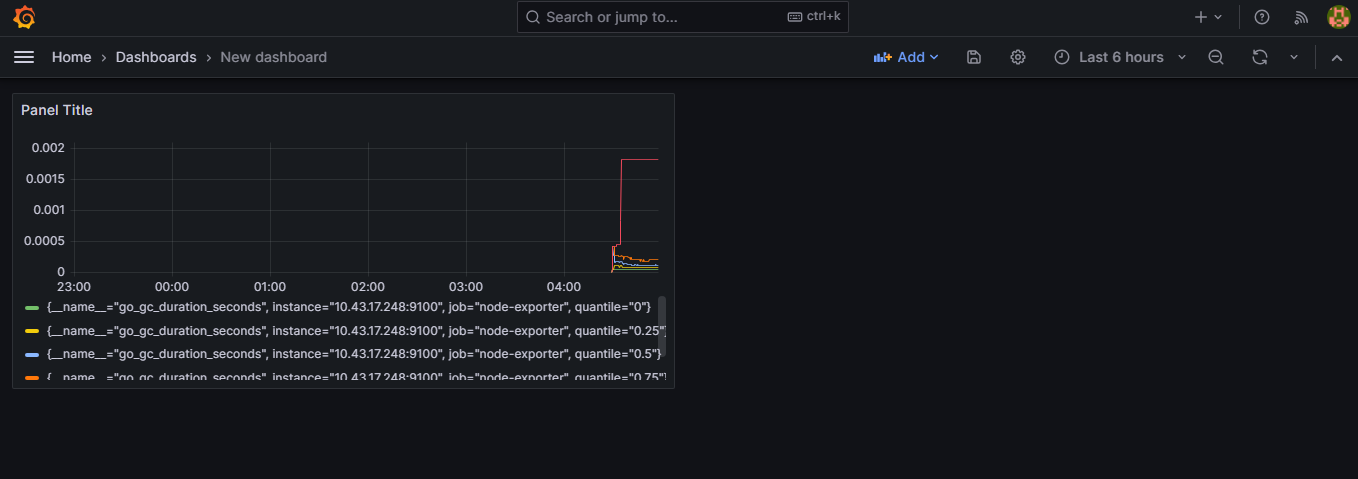 Search or jump to... ctrl+k
Home › Dashboards › New dashboard Add Last 6 hours
Panel Title
0.002
0.0015
0.001
0.0005
0
23:00 00:00 01:00 02:00 03:00 04:00
{__name__="go_gc_duration_seconds", instance="10.43.17.248:9100", job="node-exporter", quantile="0"}
{__name__="go_gc_duration_seconds", instance="10.43.17.248:9100", job="node-exporter", quantile="0.25"}
{__name__="go_gc_duration_seconds", instance="10.43.17.248:9100", job="node-exporter", quantile="0.5"}
{__name__="go_gc_duration_seconds", instance="10.43.17.248:9100", job="node-exporter", quantile="0.75"}